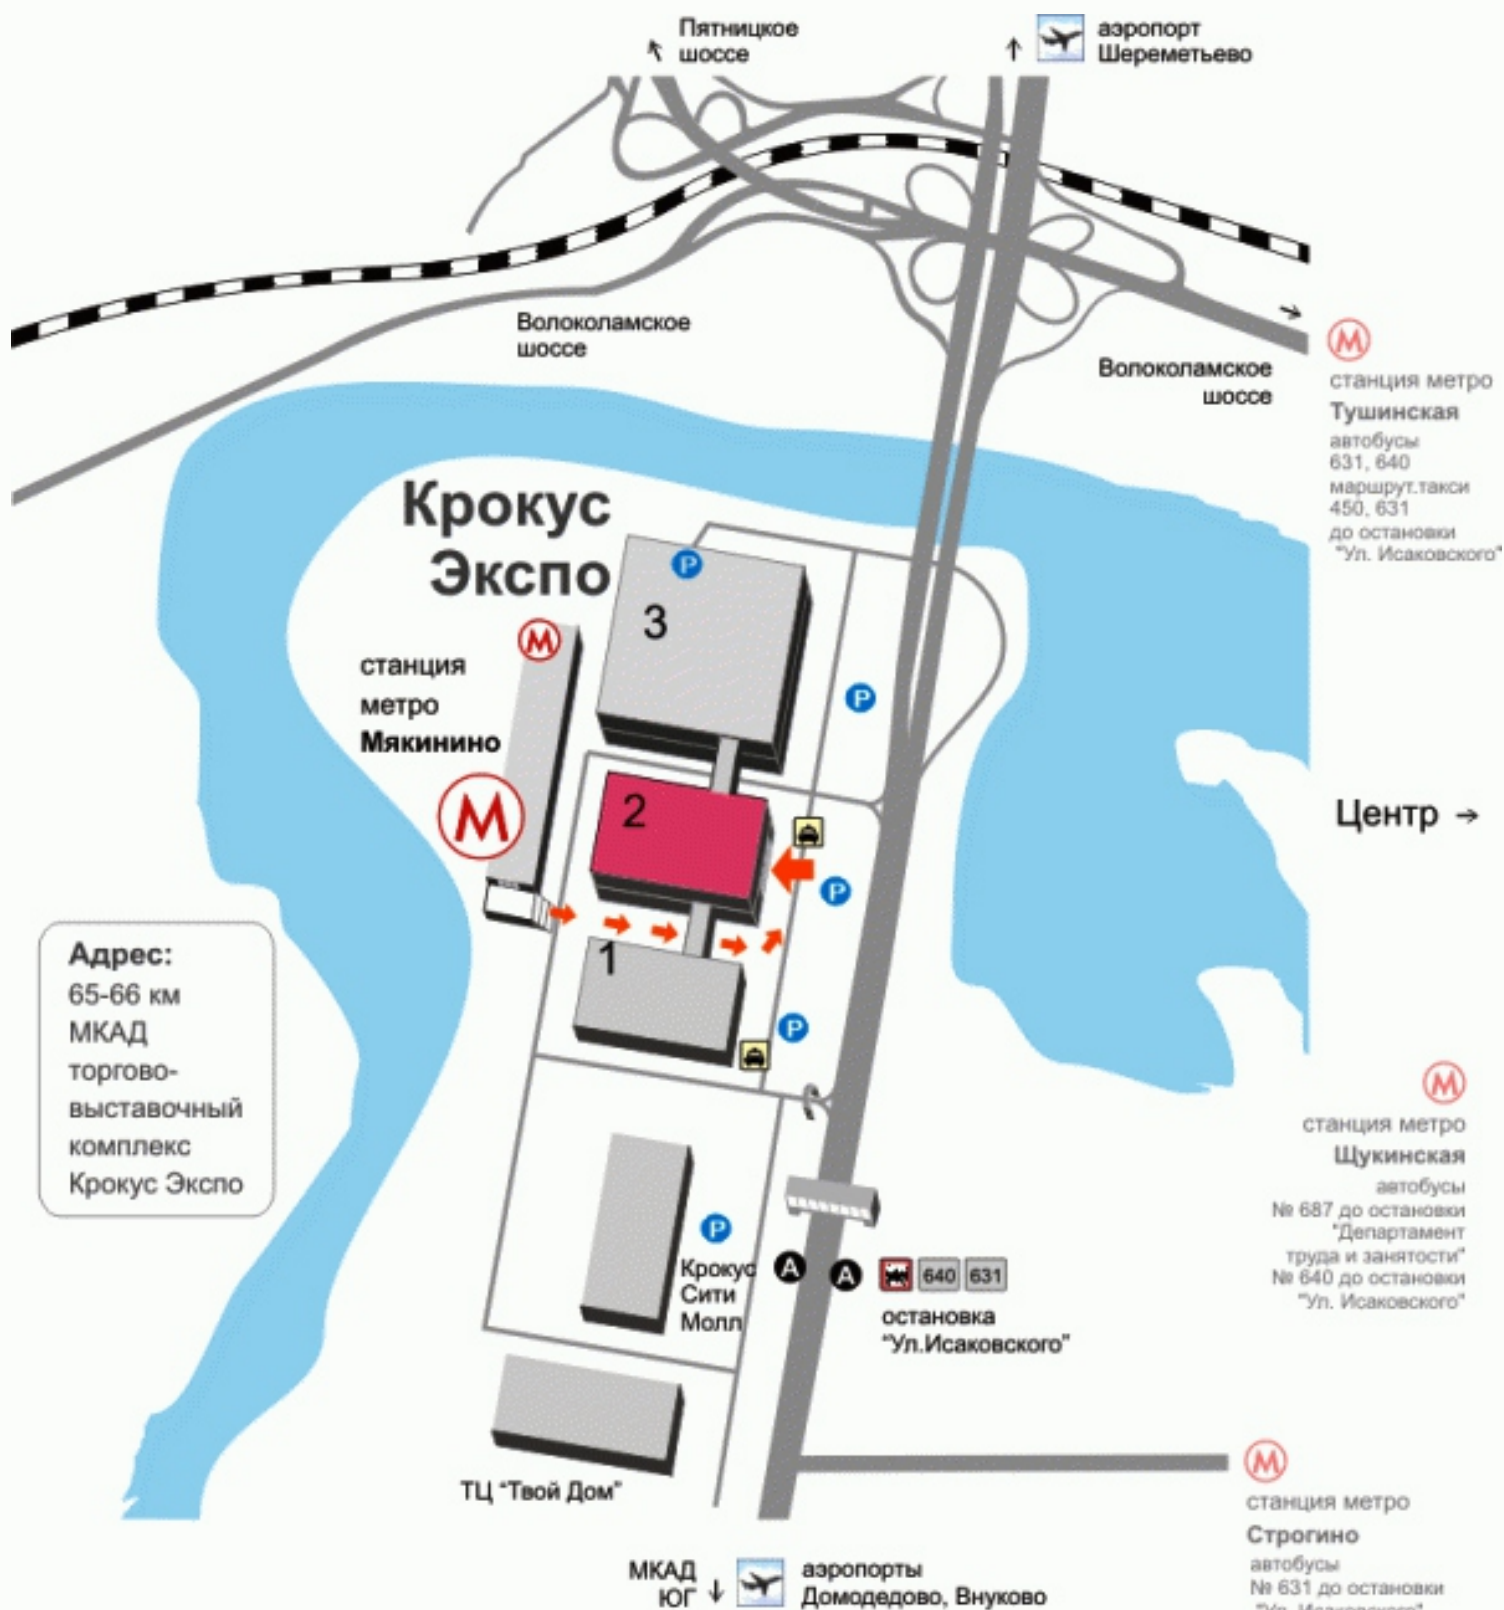 Пятницкое
шоссе
аэропорт
Шереметьево
Волоколамское
шоссе
Волоколамское
шоссе
М
станция метро
Тушинская
автобусы
631, 640
маршрут.такси
450, 631
до остановки
"Ул. Исаковского"
Крокус
Экспо
P
3
М
станция
метро
Мякинино
М
P
2
P
Центр →
1
P
Адрес:
65-66 км
МКАД
торгово-
выставочный
комплекс
Крокус Экспо
М
станция метро
Щукинская
автобусы
№ 687 до остановки
"Департамент
труда и занятости"
№ 640 до остановки
"Ул. Исаковского"
P
Крокус
Сити
Молл
А
А
640
631
остановка
"Ул.Исаковского"
ТЦ "Твой Дом"
М
станция метро
Строгино
автобусы
№ 631 до остановки
"Ул. Исаковского"
МКАД
ЮГ
аэропорты
Домодедово, Внуково